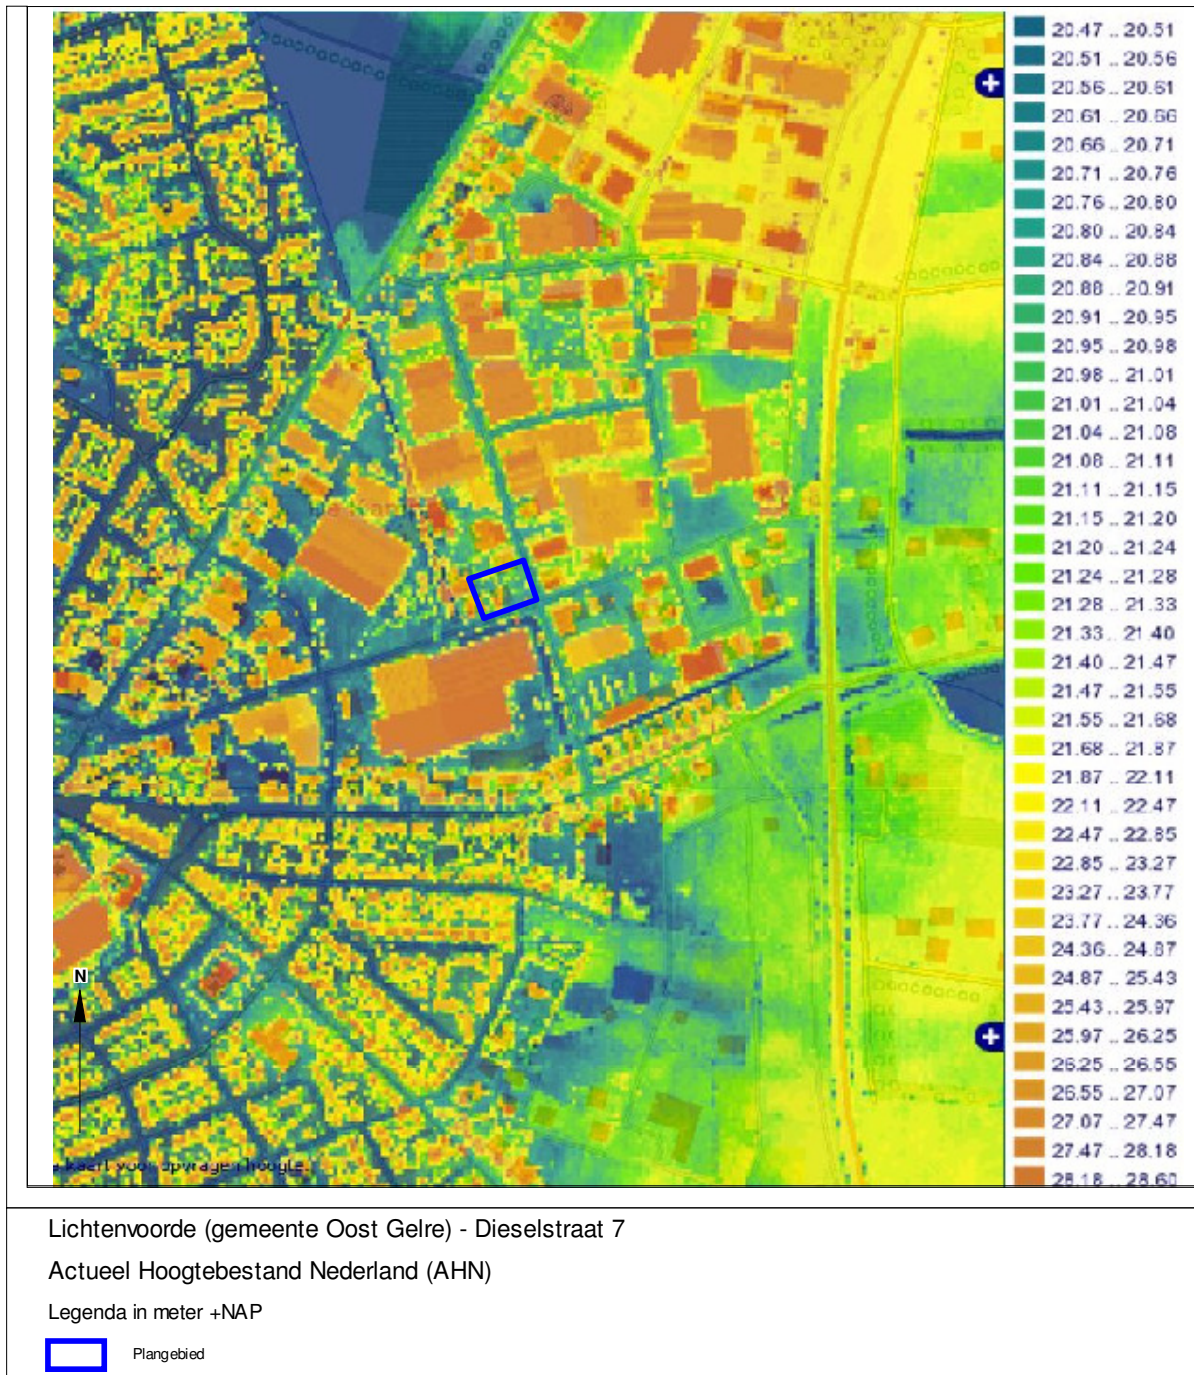 20.47 .. 20.51
20.51 .. 20.56
20.56 .. 20.61
20.61 .. 20.66
20.66 .. 20.71
20.71 .. 20.76
20.76 .. 20.80
20.80 .. 20.84
20.84 .. 20.88
20.88 .. 20.91
20.91 .. 20.95
20.95 .. 20.98
20.98 .. 21.01
21.01 .. 21.04
21.04 .. 21.08
21.08 .. 21.11
21.11 .. 21.15
21.15 .. 21.20
21.20 .. 21.24
21.24 .. 21.28
21.28 .. 21.33
21.33 .. 21.40
21.40 .. 21.47
21.47 .. 21.55
21.55 .. 21.68
21.68 .. 21.87
21.87 .. 22.11
22.11 .. 22.47
22.47 .. 22.85
22.85 .. 23.27
23.27 .. 23.77
23.77 .. 24.36
24.36 .. 24.87
24.87 .. 25.43
25.43 .. 25.97
25.97 .. 26.25
26.25 .. 26.55
26.55 .. 27.07
27.07 .. 27.47
27.47 .. 28.18
28.18 .. 28.60
N
kaart voor opvragen hoogte.
Lichtenvoorde (gemeente Oost Gelre) - Dieselstraat 7
Actueel Hoogtebestand Nederland (AHN)
Legenda in meter +NAP
Plangebied